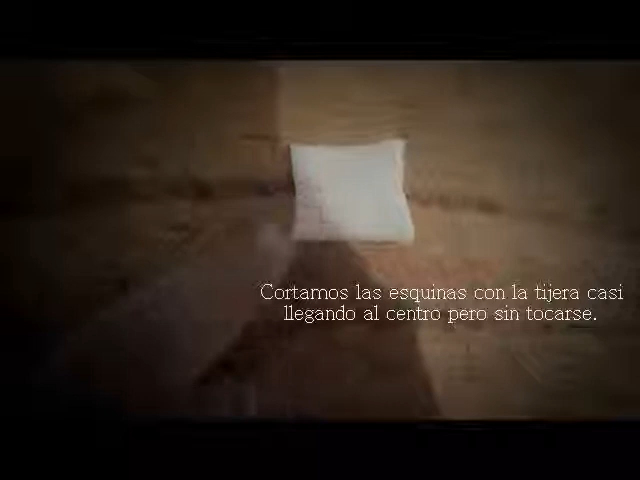 Cortamos las esquinas con la tijera casi
llegando al centro pero sin tocarse.